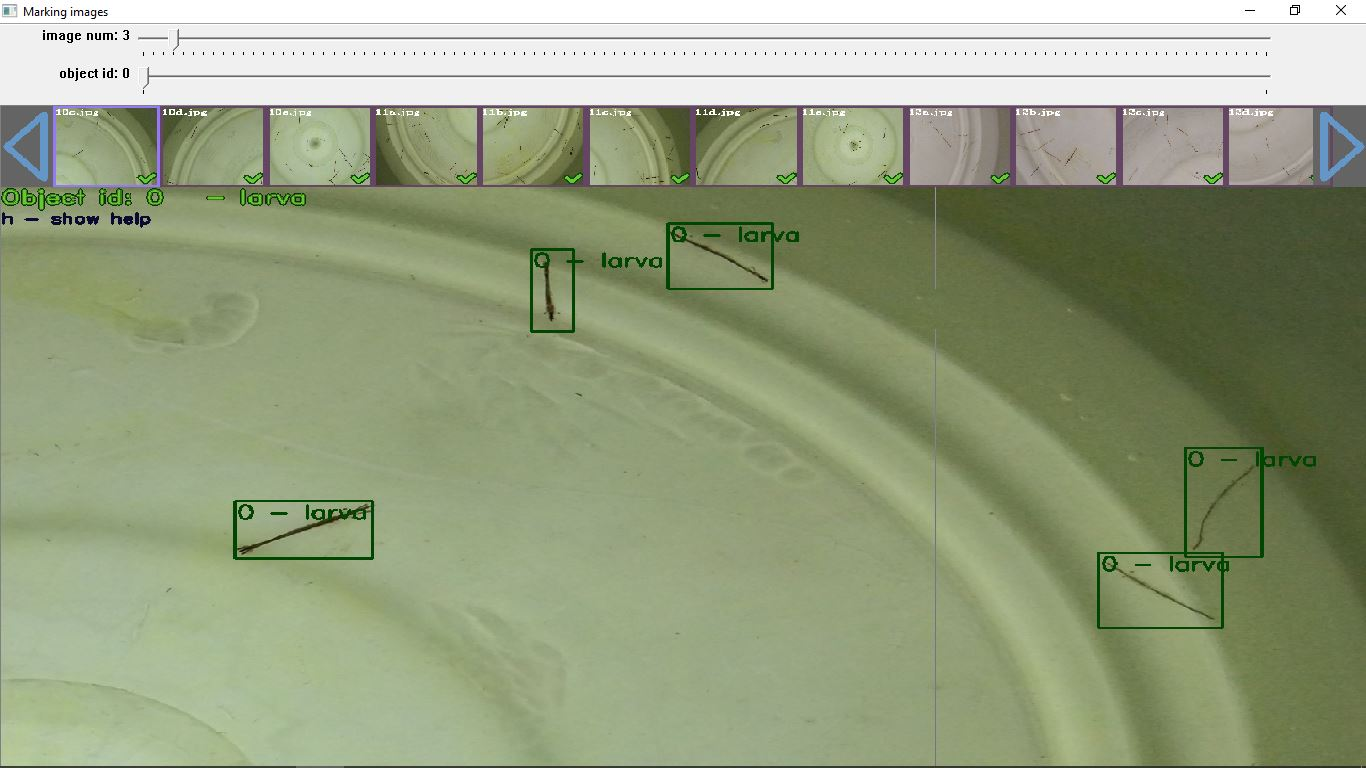 Marking images
image num: 3
object id: 0
10c.jpg 10d.jpg 10e.jpg 11a.jpg 11b.jpg 11c.jpg 11d.jpg 11e.jpg 12a.jpg 12b.jpg 12c.jpg 12d.jpg
Object id: 0 - larva
h - show help
0 - larva
0 - larva
0 - larva
0 - larva
0 - larva